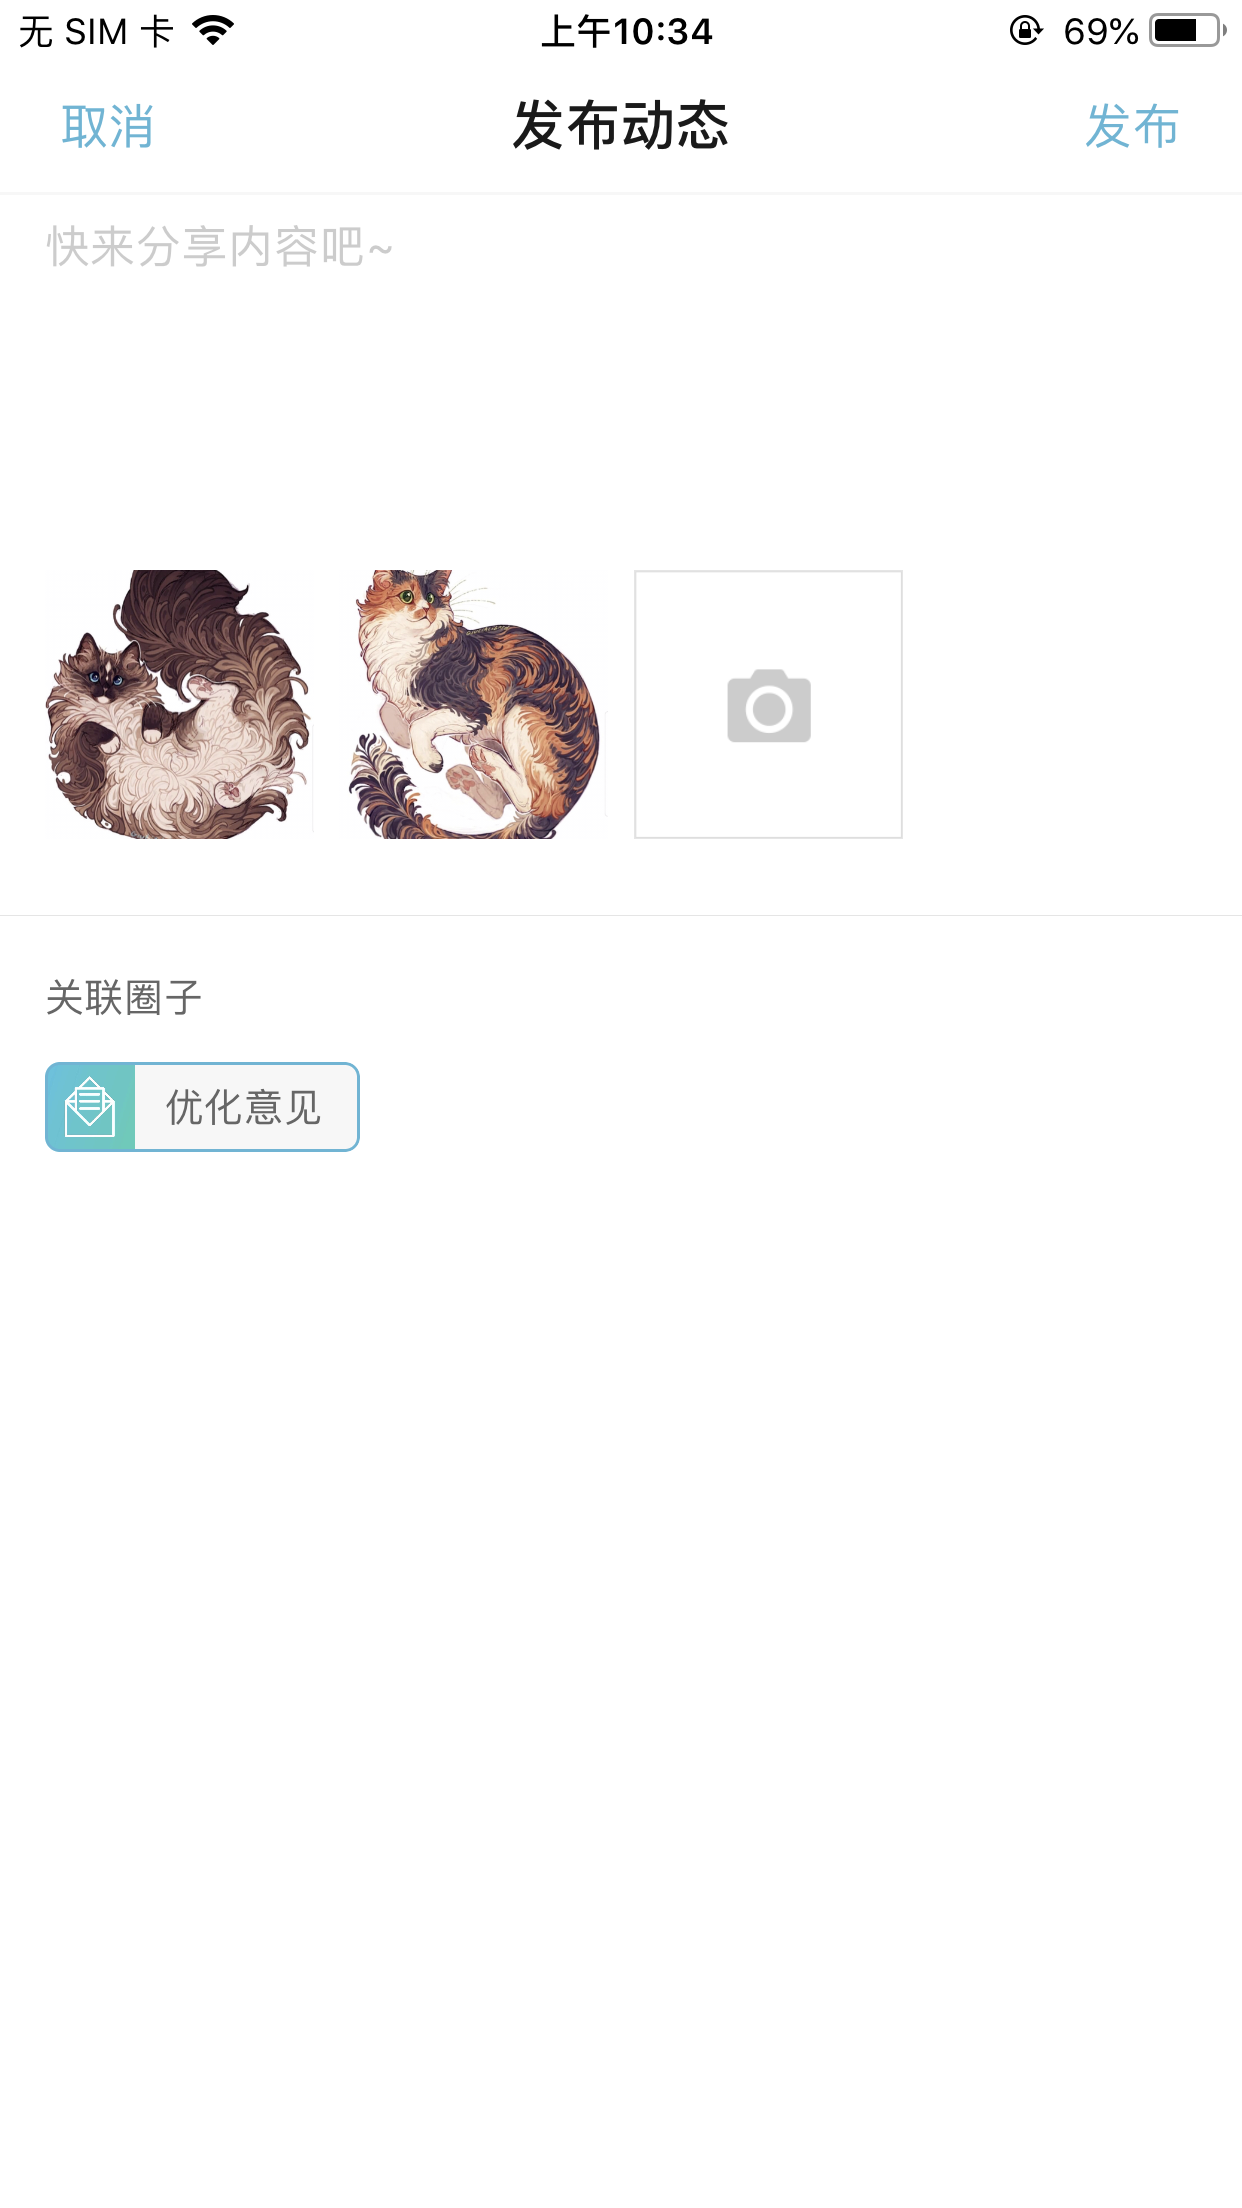 无 SIM 卡
上午10:34
69%
取消
发布动态
发布
快来分享内容吧~
关联圈子
优化意见